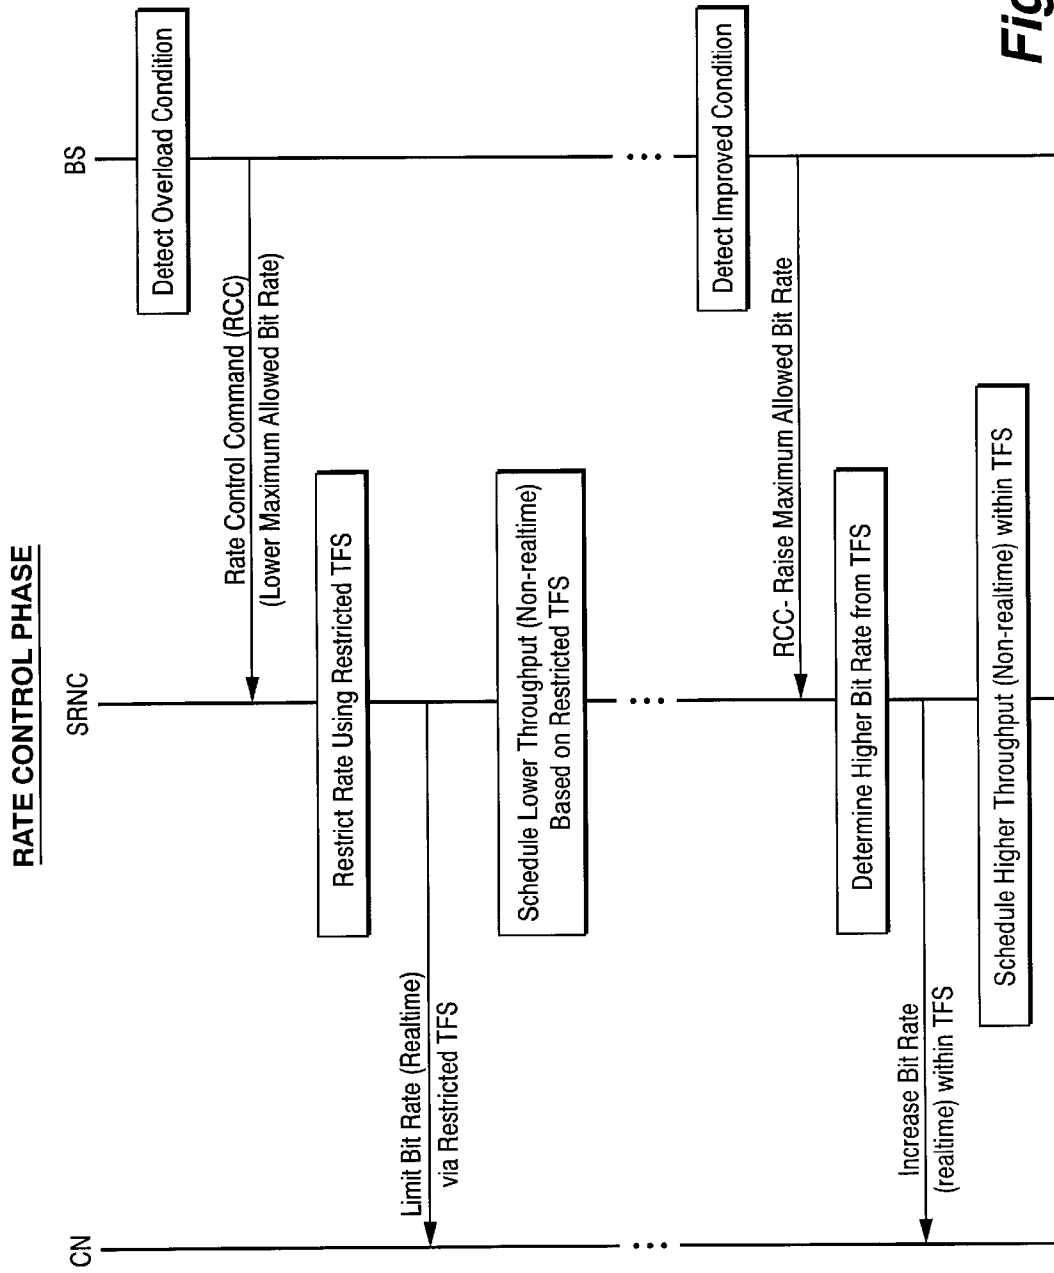 RATE CONTROL PHASE
CN
SRNC
BS
Detect Overload Condition
Rate Control Command (RCC)
(Lower Maximum Allowed Bit Rate)
Restrict Rate Using Restricted TFS
Limit Bit Rate (Realtime)
via Restricted TFS
Schedule Lower Throughput (Non-realtime)
Based on Restricted TFS
Detect Improved Condition
RCC- Raise Maximum Allowed Bit Rate
Determine Higher Bit Rate from TFS
Increase Bit Rate
(realtime) within TFS
Schedule Higher Throughput (Non-realtime) within TFS
Fig